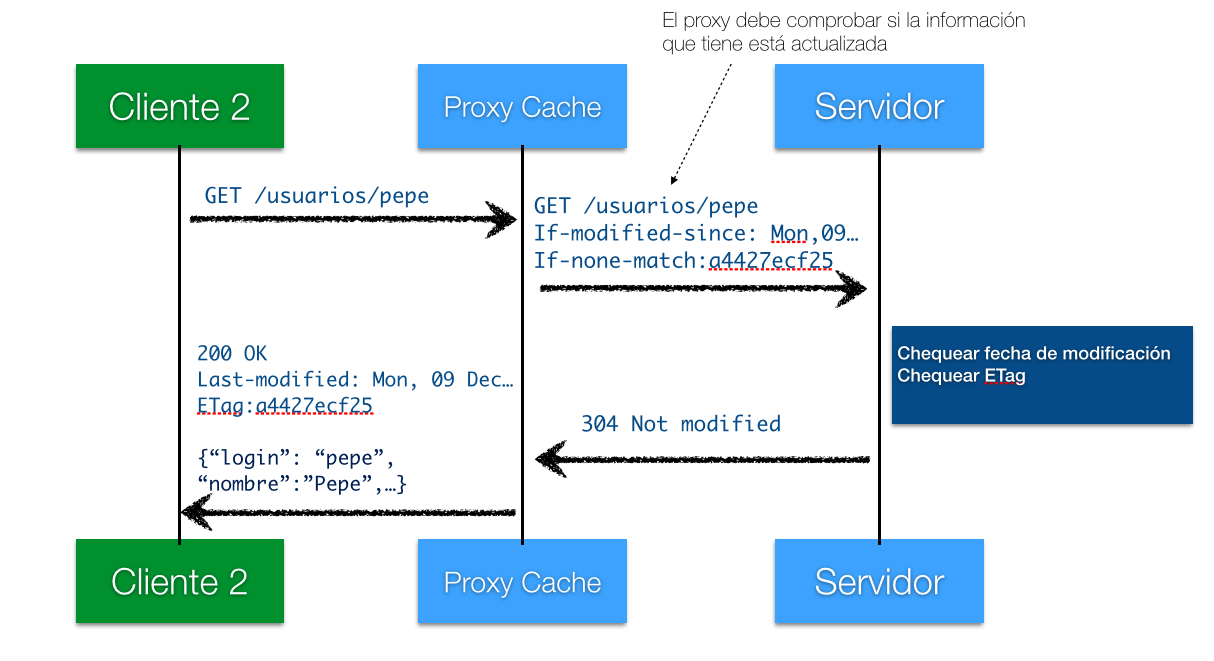 El proxy debe comprobar si la información
que tiene está actualizada
Cliente 2
Proxy Cache
Servidor
GET /usuarios/pepe
GET /usuarios/pepe
If-modified-since: Mon,09…
If-none-match:a4427ecf25
Chequear fecha de modificación
Chequear ETag
304 Not modified
200 OK
Last-modified: Mon, 09 Dec…
ETag:a4427ecf25
{“login”: “pepe”,
“nombre”:”Pepe”,…}
Cliente 2
Proxy Cache
Servidor